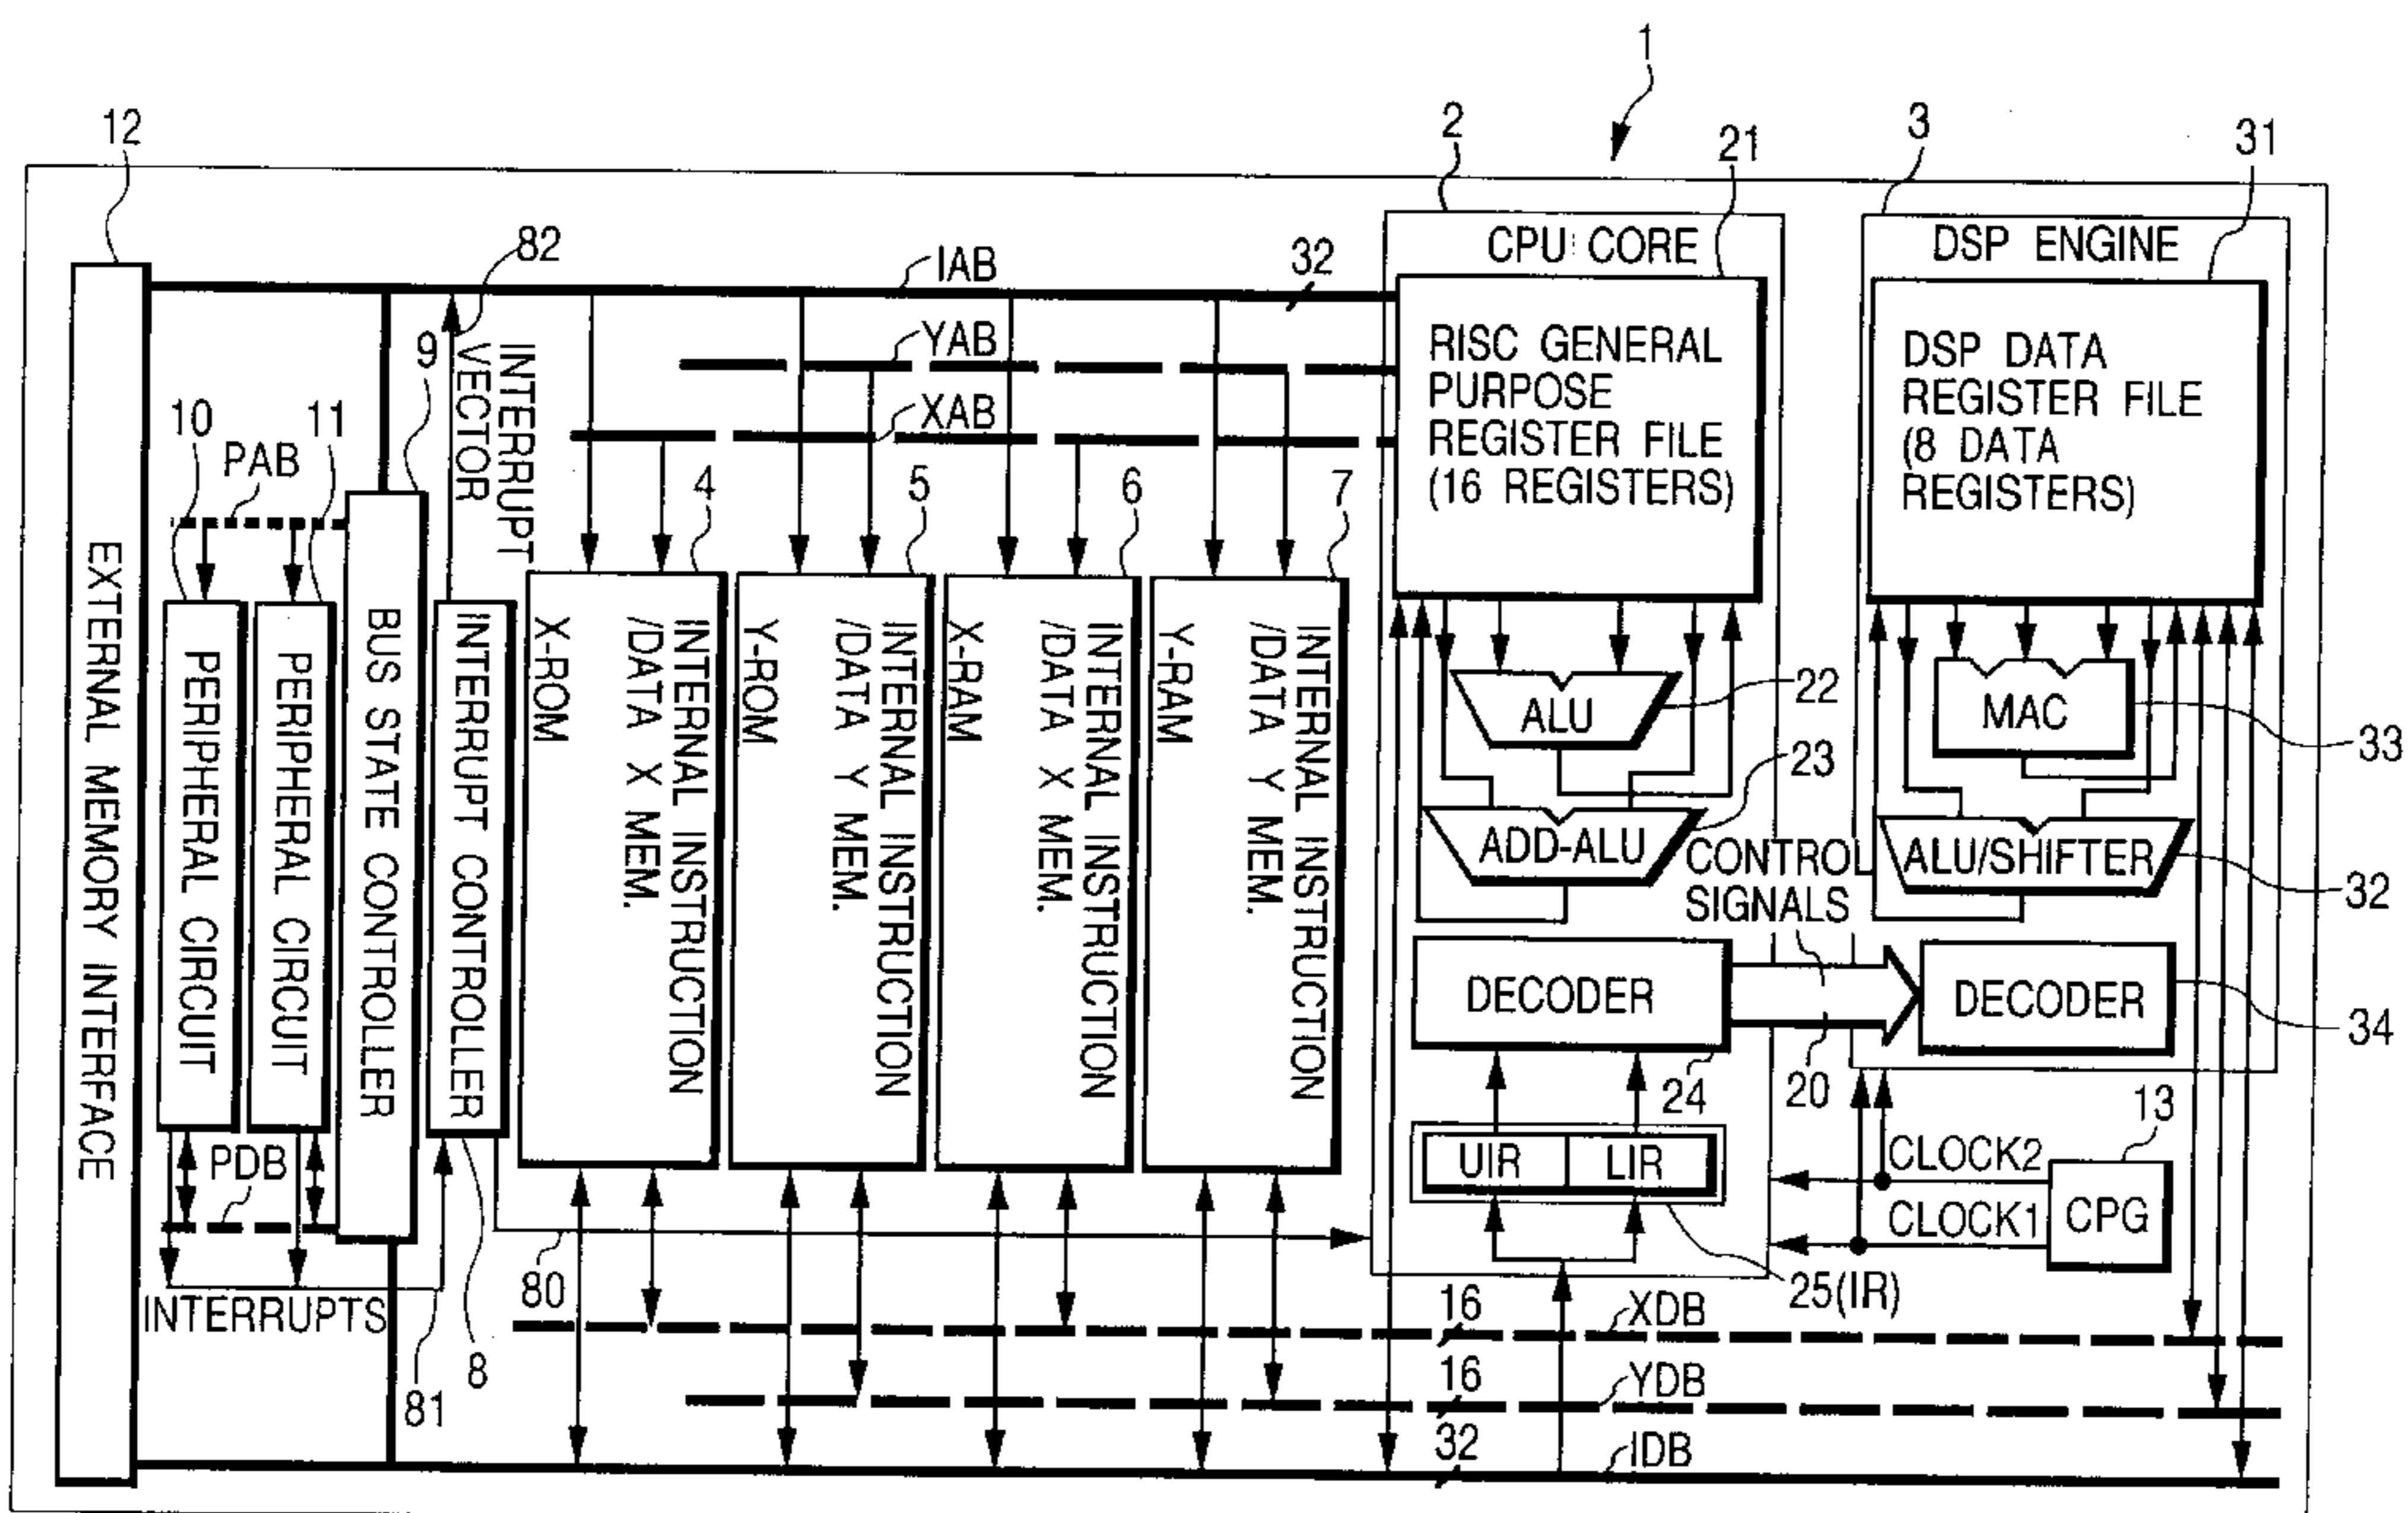 1
12
2
21
3
31
82
IAB
32
CPU CORE
DSP ENGINE
YAB
XAB
INTERRUPT
VECTOR
9
10
PAB
11
4
5
6
7
RISC GENERAL
PURPOSE
REGISTER FILE
(16 REGISTERS)
DSP DATA
REGISTER FILE
(8 DATA
REGISTERS)
EXTERNAL MEMORY INTERFACE
PERIPHERAL CIRCUIT
PERIPHERAL CIRCUIT
BUS STATE CONTROLLER
INTERRUPT CONTROLLER
INTERNAL INSTRUCTION
/DATA X MEM.
X-ROM
INTERNAL INSTRUCTION
/DATA Y MEM.
Y-ROM
INTERNAL INSTRUCTION
/DATA X MEM.
X-RAM
INTERNAL INSTRUCTION
/DATA Y MEM.
Y-RAM
ALU
22
MAC
33
23
ADD-ALU
CONTROL
SIGNALS
ALU/SHIFTER
32
DECODER
DECODER
34
24
20
13
UIR
LIR
CLOCK2
CLOCK1
CPG
PDB
80
25(IR)
INTERRUPTS
81
8
16
XDB
16
YDB
32
IDB